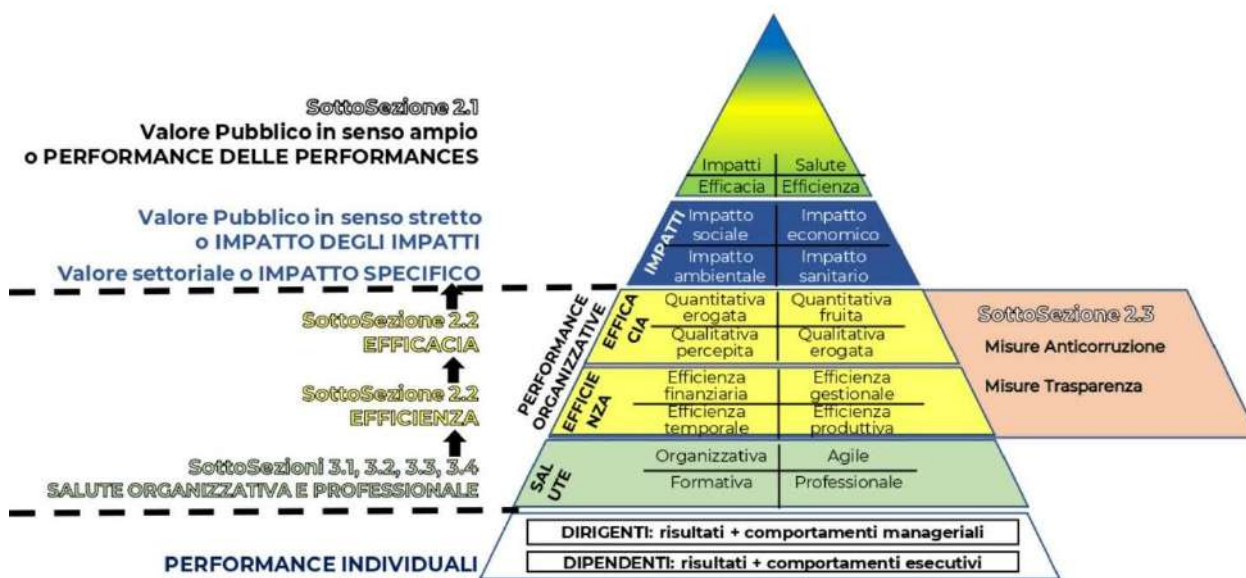 SottoSezione 2.1
Valore Pubblico in senso ampio
o PERFORMANCE DELLE PERFORMANCES
Impatti
Salute
Efficacia
Efficienza
Valore Pubblico in senso stretto
o IMPATTO DEGLI IMPATTI
Valore settoriale o IMPATTO SPECIFICO
IMPATTI
Impatto
sociale
Impatto
economico
Impatto
ambientale
Impatto
sanitario
SottoSezione 2.2
EFFICACIA
SottoSezione 2.2
EFFICIENZA
PERFORMANCE
ORGANIZZATIVE
EFFICA
CIA
Quantitativa
erogata
Quantitativa
fruita
Qualitativa
percepita
Qualitativa
erogata
EFFICIE
NZA
Efficienza
finanziaria
Efficienza
gestionale
Efficienza
temporale
Efficienza
produttiva
SottoSezione 2.3
Misure Anticorruzione
Misure Trasparenza
SottoSezioni 3.1, 3.2, 3.3, 3.4
SALUTE ORGANIZZATIVA E PROFESSIONALE
SAL
UTE
Organizzativa
Agile
Formativa
Professionale
PERFORMANCE INDIVIDUALI
DIRIGENTI: risultati + comportamenti manageriali
DIPENDENTI: risultati + comportamenti esecutivi